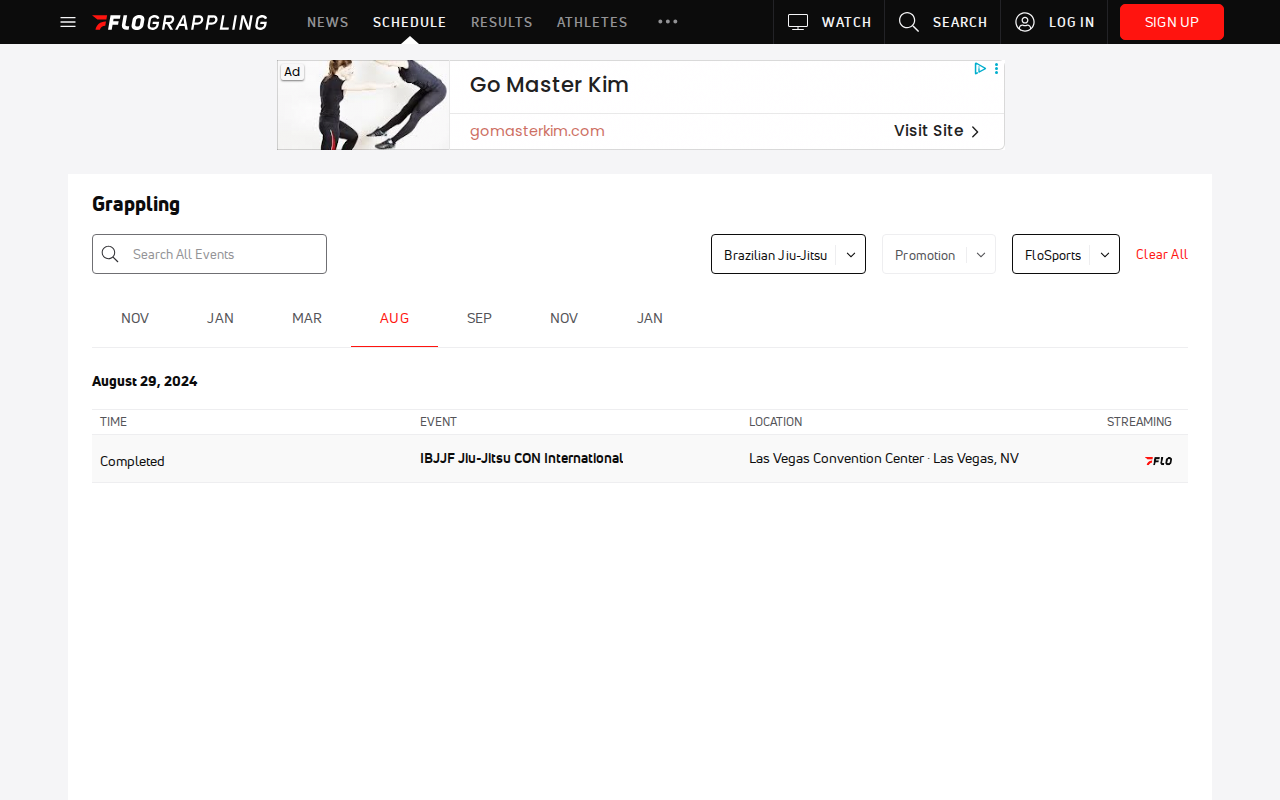 FLOGRAPPLING NEWS SCHEDULE RESULTS ATHLETES WATCH SEARCH LOG IN SIGN UP
Ad
Go Master Kim
gomasterkim.com Visit Site
Grappling
Search All Events Brazilian Jiu-Jitsu Promotion FloSports Clear All
NOV JAN MAR AUG SEP NOV JAN
August 29, 2024
TIME EVENT LOCATION STREAMING
Completed IBJJF Jiu-Jitsu CON International Las Vegas Convention Center · Las Vegas, NV FLO